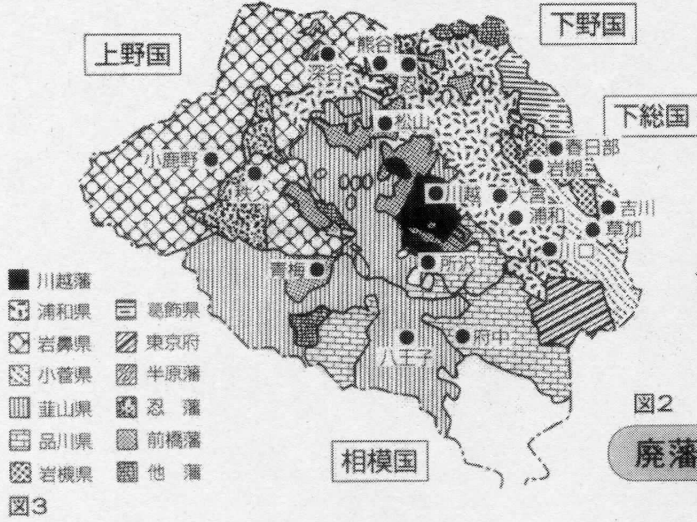 上野国
下野国
下総国
相模国
熊谷
深谷
忍
松山
小鹿野
秩父
川越
春日部
岩槻
大宮
浦和
吉川
草加
川口
青梅
所沢
八王子
府中
川越藩
浦和県
岩鼻県
小菅県
韮山県
品川県
岩槻県
葛飾県
東京府
半原藩
忍 藩
前橋藩
他 藩
図3
図2
廃藩